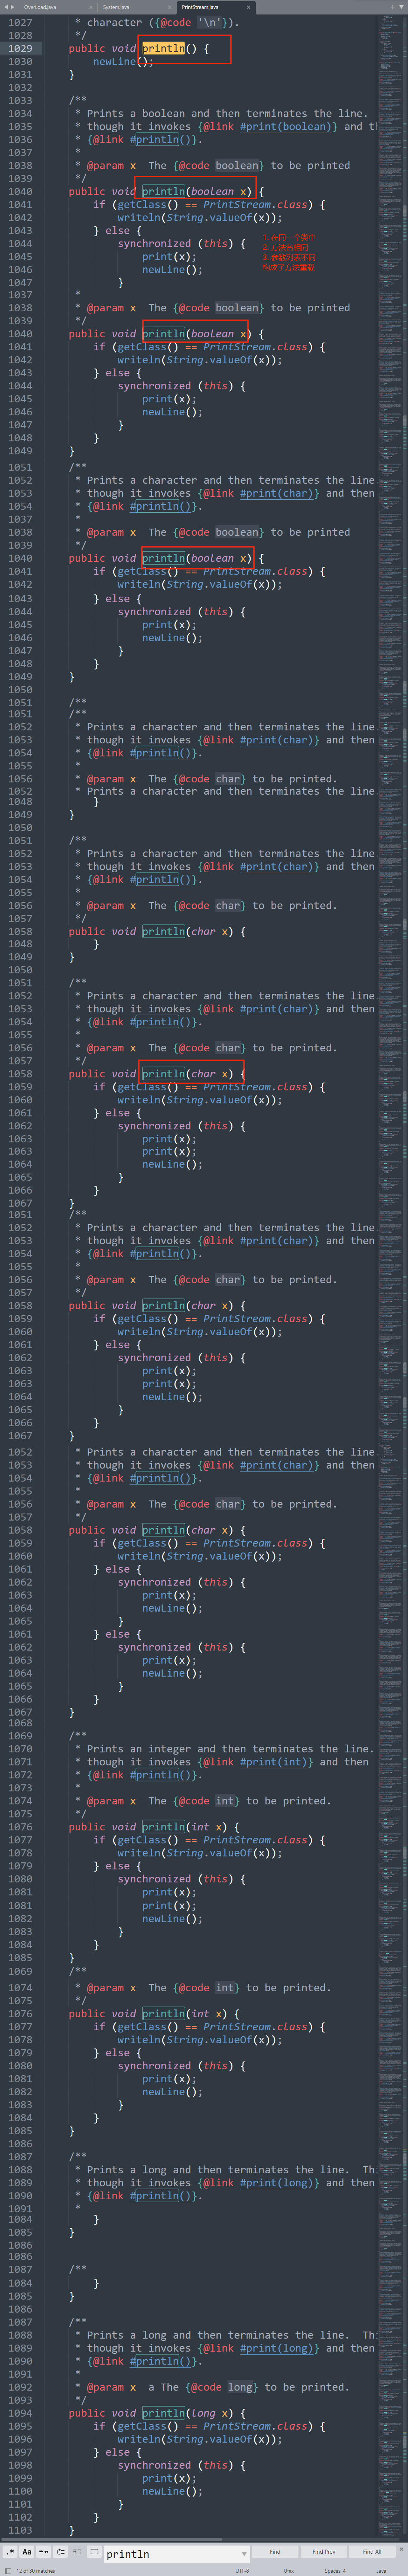 OverLoad.java
System.java
PrintStream.java
1027 * character ({@code '\n'}).
1028 */
1029 public void println() {
1030 newLine();
1031 }
1032
1033 /**
1034 * Prints a boolean and then terminates the line.
1035 * though it invokes {@link #print(boolean)} and th
1036 * {@link #println()}.
1037 *
1038 * @param x The {@code boolean} to be printed
1039 */
1040 public void println(boolean x) {
1041 if (getClass() == PrintStream.class) {
1042 writeln(String.valueOf(x));
1043 } else {
1044 synchronized (this) {
1045 print(x);
1046 newLine();
1047 }
1. 在同一个类中
2. 方法名相同
3. 参数列表不同
构成了方法重载
1037 *
1038 * @param x The {@code boolean} to be printed
1039 */
1040 public void println(boolean x) {
1041 if (getClass() == PrintStream.class) {
1042 writeln(String.valueOf(x));
1043 } else {
1044 synchronized (this) {
1045 print(x);
1046 newLine();
1047 }
1048 }
1049 }
1051 /**
1052 * Prints a character and then terminates the line
1053 * though it invokes {@link #print(char)} and then
1054 * {@link #println()}.
1037 *
1038 * @param x The {@code boolean} to be printed
1039 */
1040 public void println(boolean x) {
1041 if (getClass() == PrintStream.class) {
1042 writeln(String.valueOf(x));
1043 } else {
1044 synchronized (this) {
1045 print(x);
1046 newLine();
1047 }
1048 }
1049 }
1050
1051 /**
1051 /**
1052 * Prints a character and then terminates the line
1053 * though it invokes {@link #print(char)} and then
1054 * {@link #println()}.
1055 *
1056 * @param x The {@code char} to be printed.
1052 * Prints a character and then terminates the line
1048 }
1049 }
1050
1051 /**
1052 * Prints a character and then terminates the line
1053 * though it invokes {@link #print(char)} and then
1054 * {@link #println()}.
1055 *
1056 * @param x The {@code char} to be printed.
1057 */
1058 public void println(char x) {
1048 }
1049 }
1050
1051 /**
1052 * Prints a character and then terminates the line
1053 * though it invokes {@link #print(char)} and then
1054 * {@link #println()}.
1055 *
1056 * @param x The {@code char} to be printed.
1057 */
1058 public void println(char x) {
1059 if (getClass() == PrintStream.class) {
1060 writeln(String.valueOf(x));
1061 } else {
1062 synchronized (this) {
1063 print(x);
1063 print(x);
1064 newLine();
1065 }
1066 }
1067 }
1051 /**
1052 * Prints a character and then terminates the line
1053 * though it invokes {@link #print(char)} and then
1054 * {@link #println()}.
1055 *
1056 * @param x The {@code char} to be printed.
1057 */
1058 public void println(char x) {
1059 if (getClass() == PrintStream.class) {
1060 writeln(String.valueOf(x));
1061 } else {
1062 synchronized (this) {
1063 print(x);
1063 print(x);
1064 newLine();
1065 }
1066 }
1067 }
1052 * Prints a character and then terminates the line
1053 * though it invokes {@link #print(char)} and then
1054 * {@link #println()}.
1055 *
1056 * @param x The {@code char} to be printed.
1057 */
1058 public void println(char x) {
1059 if (getClass() == PrintStream.class) {
1060 writeln(String.valueOf(x));
1061 } else {
1062 synchronized (this) {
1063 print(x);
1064 newLine();
1065 }
1061 } else {
1062 synchronized (this) {
1063 print(x);
1064 newLine();
1065 }
1066 }
1067 }
1068
1069 /**
1070 * Prints an integer and then terminates the line.
1071 * though it invokes {@link #print(int)} and then
1072 * {@link #println()}.
1073 *
1074 * @param x The {@code int} to be printed.
1075 */
1076 public void println(int x) {
1077 if (getClass() == PrintStream.class) {
1078 writeln(String.valueOf(x));
1079 } else {
1080 synchronized (this) {
1081 print(x);
1081 print(x);
1082 newLine();
1083 }
1084 }
1085 }
1069 /**
1074 * @param x The {@code int} to be printed.
1075 */
1076 public void println(int x) {
1077 if (getClass() == PrintStream.class) {
1078 writeln(String.valueOf(x));
1079 } else {
1080 synchronized (this) {
1081 print(x);
1082 newLine();
1083 }
1084 }
1085 }
1086
1087 /**
1088 * Prints a long and then terminates the line. Thi
1089 * though it invokes {@link #print(long)} and then
1090 * {@link #println()}.
1091 *
1084 }
1085 }
1086
1086
1087 /**
1084 }
1085 }
1086
1087 /**
1088 * Prints a long and then terminates the line. Thi
1089 * though it invokes {@link #print(long)} and then
1090 * {@link #println()}.
1091 *
1092 * @param x a The {@code long} to be printed.
1093 */
1094 public void println(long x) {
1095 if (getClass() == PrintStream.class) {
1096 writeln(String.valueOf(x));
1097 } else {
1098 synchronized (this) {
1099 print(x);
1100 newLine();
1101 }
1102 }
1103 }
.* Aa "" println Find Find Prev Find All
12 of 30 matches UTF-8 Unix Spaces: 4 Java